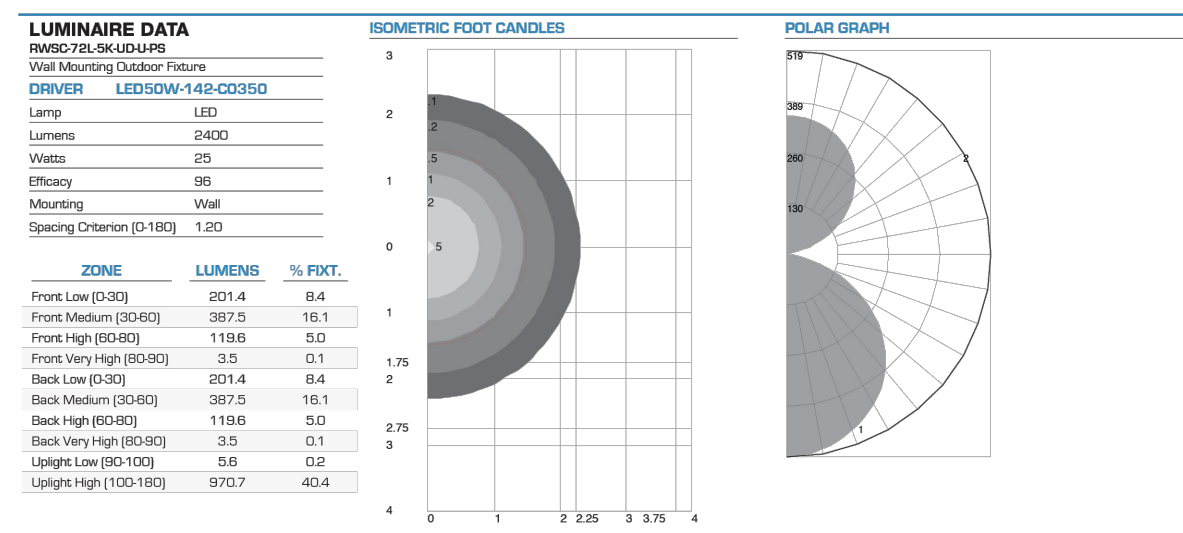 LUMINAIRE DATA
RWSC-72L-5K-UD-U-PS
Wall Mounting Outdoor Fixture
DRIVER LED50W-142-C0350
Lamp LED
Lumens 2400
Watts 25
Efficacy 96
Mounting Wall
Spacing Criterion (0-180) 1.20
ZONE LUMENS % FIXT.
Front Low (0-30) 201.4 8.4
Front Medium (30-60) 387.5 16.1
Front High (60-80) 119.6 5.0
Front Very High (80-90) 3.5 0.1
Back Low (0-30) 201.4 8.4
Back Medium (30-60) 387.5 16.1
Back High (60-80) 119.6 5.0
Back Very High (80-90) 3.5 0.1
Uplight Low (90-100) 5.6 0.2
Uplight High (100-180) 970.7 40.4
ISOMETRIC FOOT CANDLES
3
.1
2
.2
.5
1 1
2
0 5
1
1.75
2
2.75
3
4
0 1 2 2.25 3 3.75 4
POLAR GRAPH
519
389
260 2
130
1